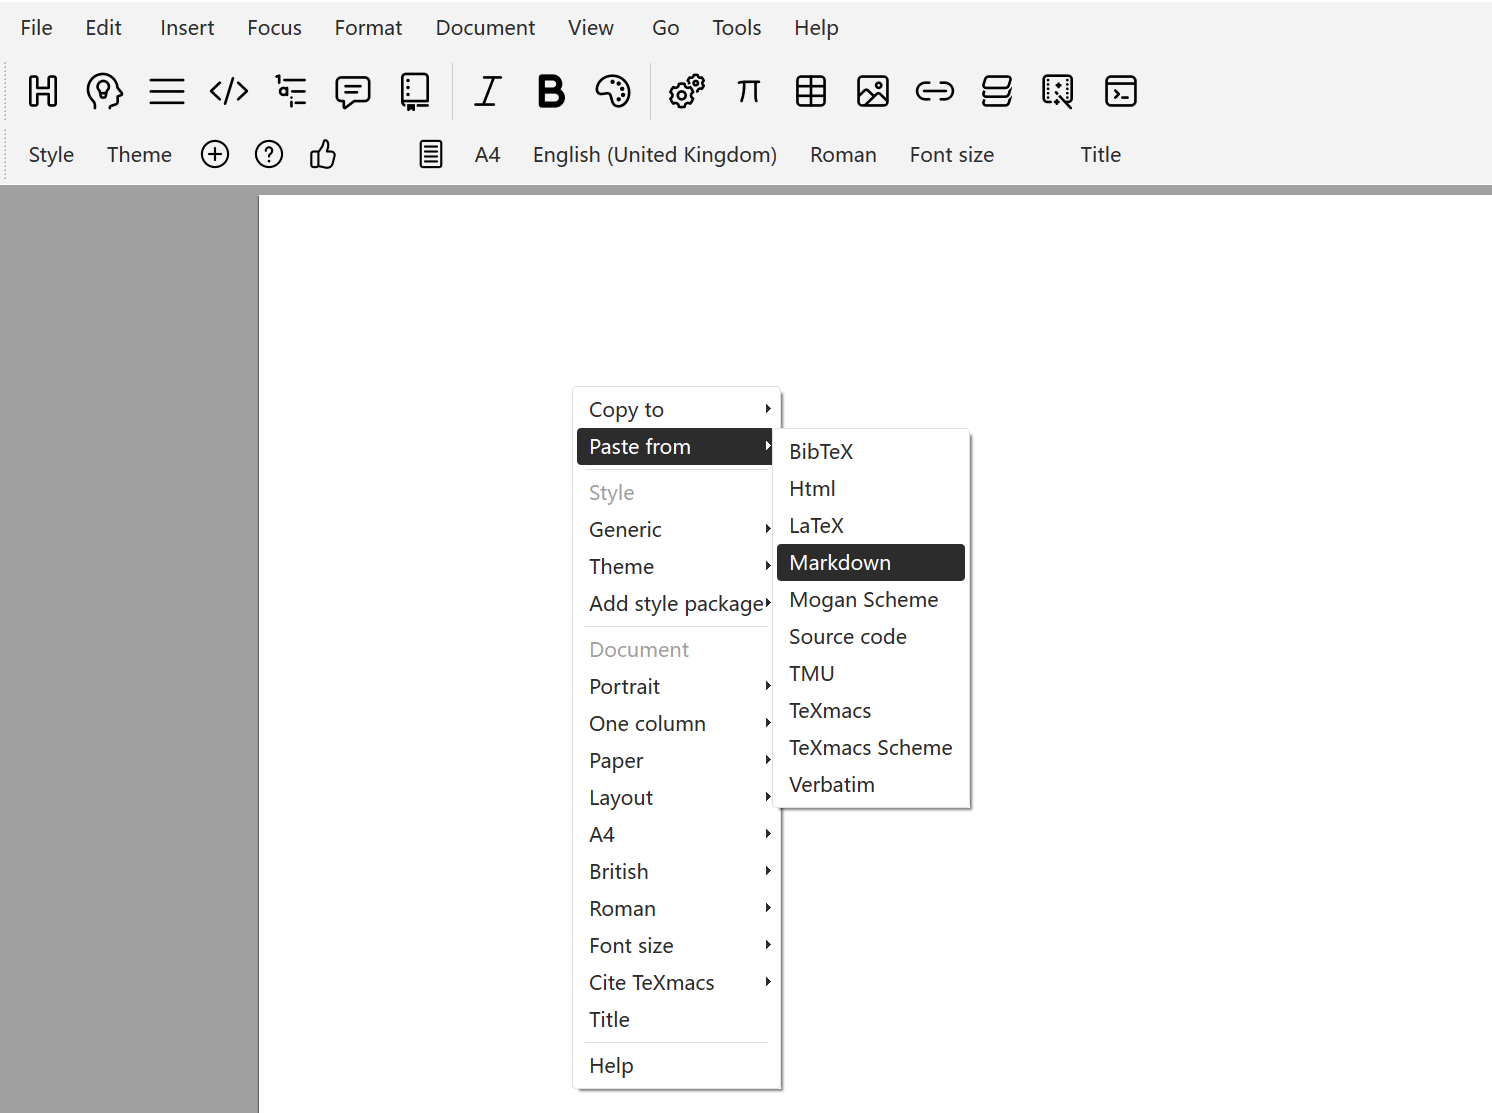 File Edit Insert Focus Format Document View Go Tools Help
Style Theme A4 English (United Kingdom) Roman Font size Title
Copy to
Paste from
Style
Generic
Theme
Add style package
Document
Portrait
One column
Paper
Layout
A4
British
Roman
Font size
Cite TeXmacs
Title
Help
BibTeX
Html
LaTeX
Markdown
Mogan Scheme
Source code
TMU
TeXmacs
TeXmacs Scheme
Verbatim